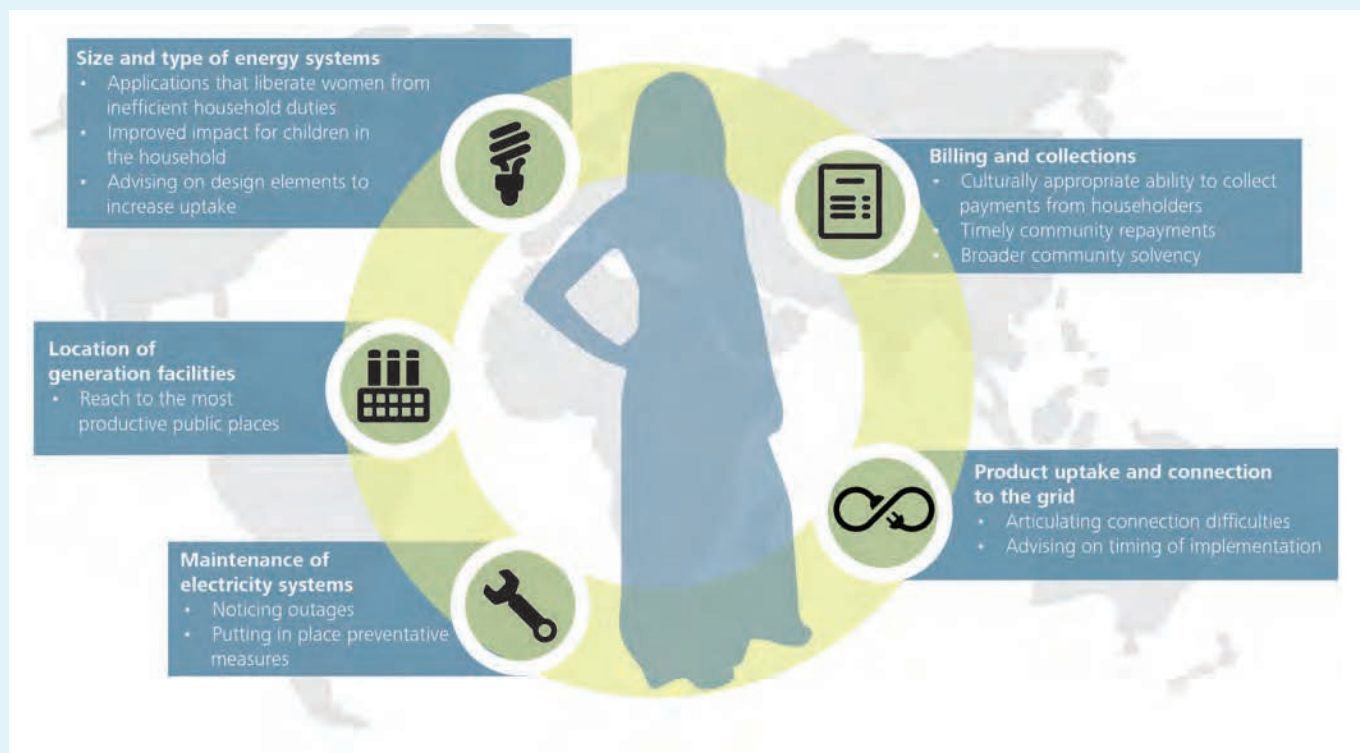 Size and type of energy systems
• Applications that liberate women from
inefficient household duties
• Improved impact for children in
the household
• Advising on design elements to
increase uptake
Billing and collections
• Culturally appropriate ability to collect
payments from householders
• Timely community repayments
• Broader community solvency
Location of
generation facilities
• Reach to the most
productive public places
Product uptake and connection
to the grid
• Articulating connection difficulties
• Advising on timing of implementation
Maintenance of
electricity systems
• Noticing outages
• Putting in place preventative
measures